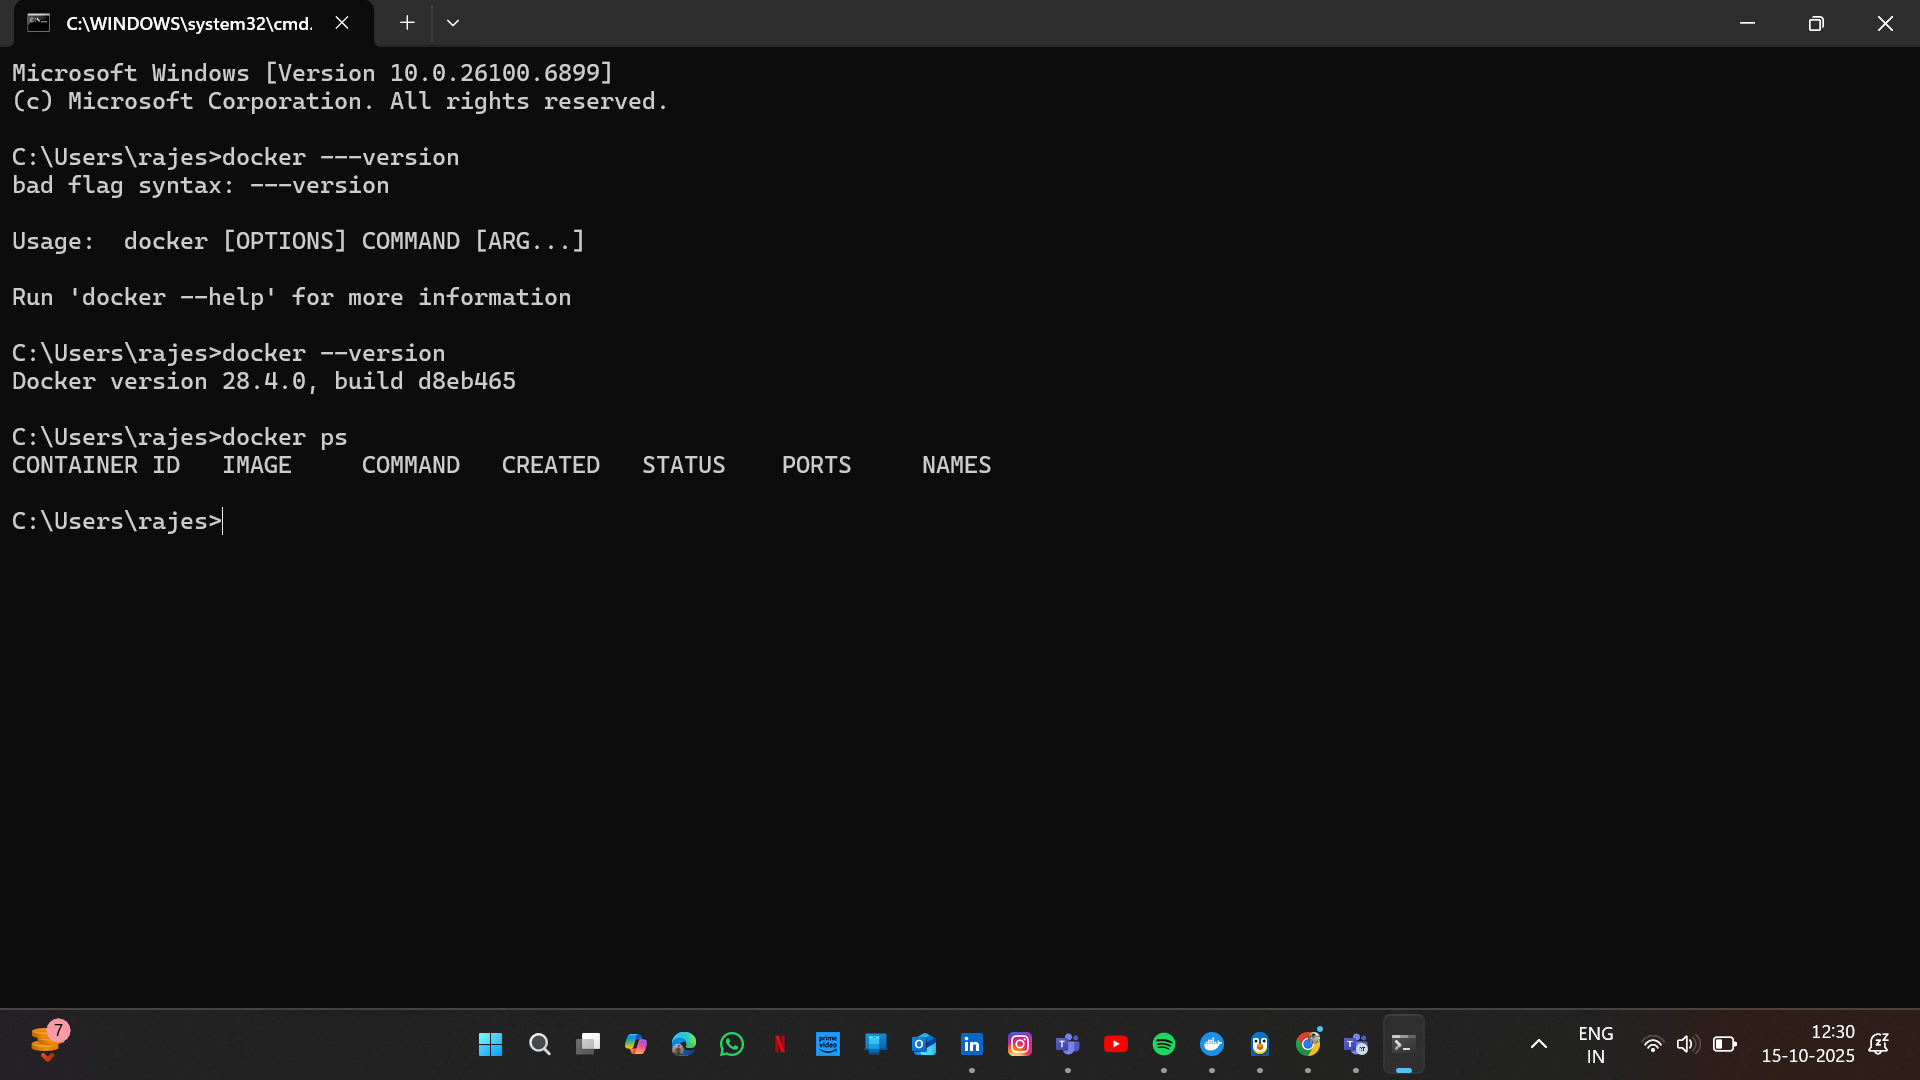 C:\WINDOWS\system32\cmd.
Microsoft Windows [Version 10.0.26100.6899]
(c) Microsoft Corporation. All rights reserved.
C:\Users\rajes>docker ---version
bad flag syntax: ---version
Usage:  docker [OPTIONS] COMMAND [ARG...]
Run 'docker --help' for more information
C:\Users\rajes>docker --version
Docker version 28.4.0, build d8eb465
C:\Users\rajes>docker ps
CONTAINER ID   IMAGE     COMMAND   CREATED   STATUS    PORTS     NAMES
C:\Users\rajes>
7
prime video
in
ENG
IN
12:30
15-10-2025